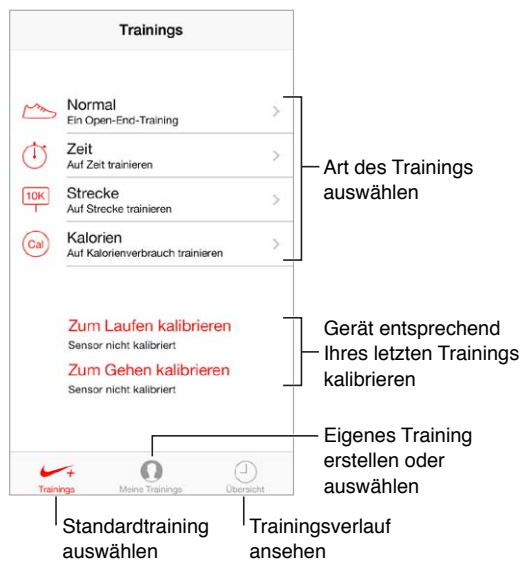 Trainings
Normal
Ein Open-End-Training
Zeit
Auf Zeit trainieren
10K
Strecke
Auf Strecke trainieren
Cal
Kalorien
Auf Kalorienverbrauch trainieren
Art des Trainings
auswählen
Zum Laufen kalibrieren
Sensor nicht kalibriert
Zum Gehen kalibrieren
Sensor nicht kalibriert
Gerät entsprechend
Ihres letzten Trainings
kalibrieren
Eigenes Training
erstellen oder
auswählen
Trainings
Meine Trainings
Übersicht
Standardtraining
auswählen
Trainingsverlauf
ansehen